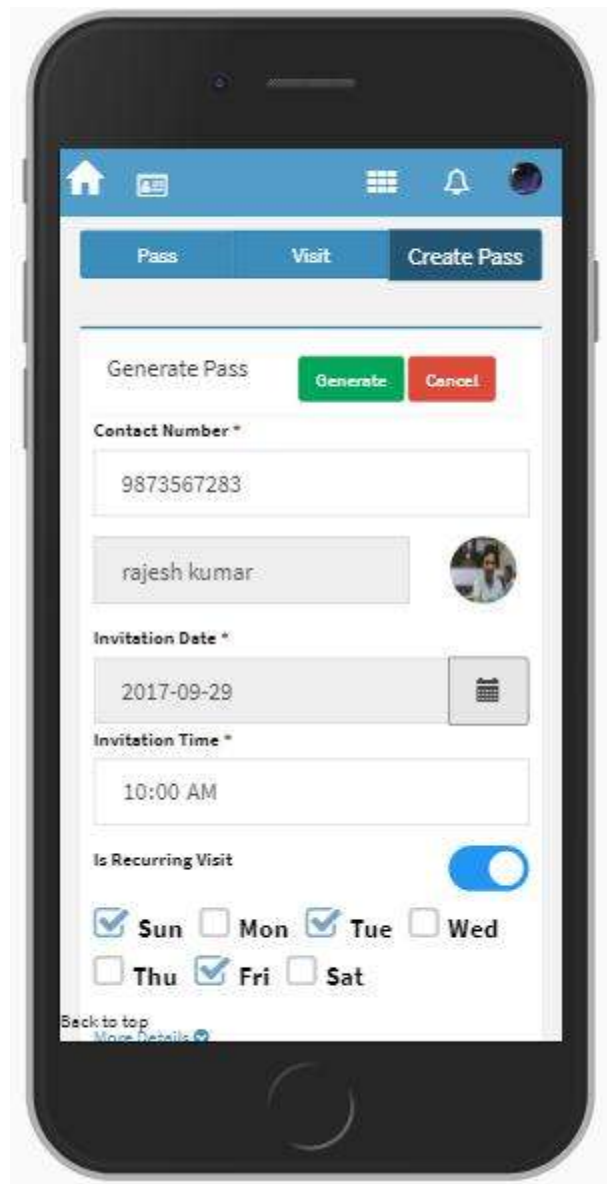 Pass Visit Create Pass
Generate Pass Generate Cancel
Contact Number *
9873567283
rajesh kumar
Invitation Date *
2017-09-29
Invitation Time *
10:00 AM
Is Recurring Visit
Sun Mon Tue Wed
Thu Fri Sat
Back to top
More Details